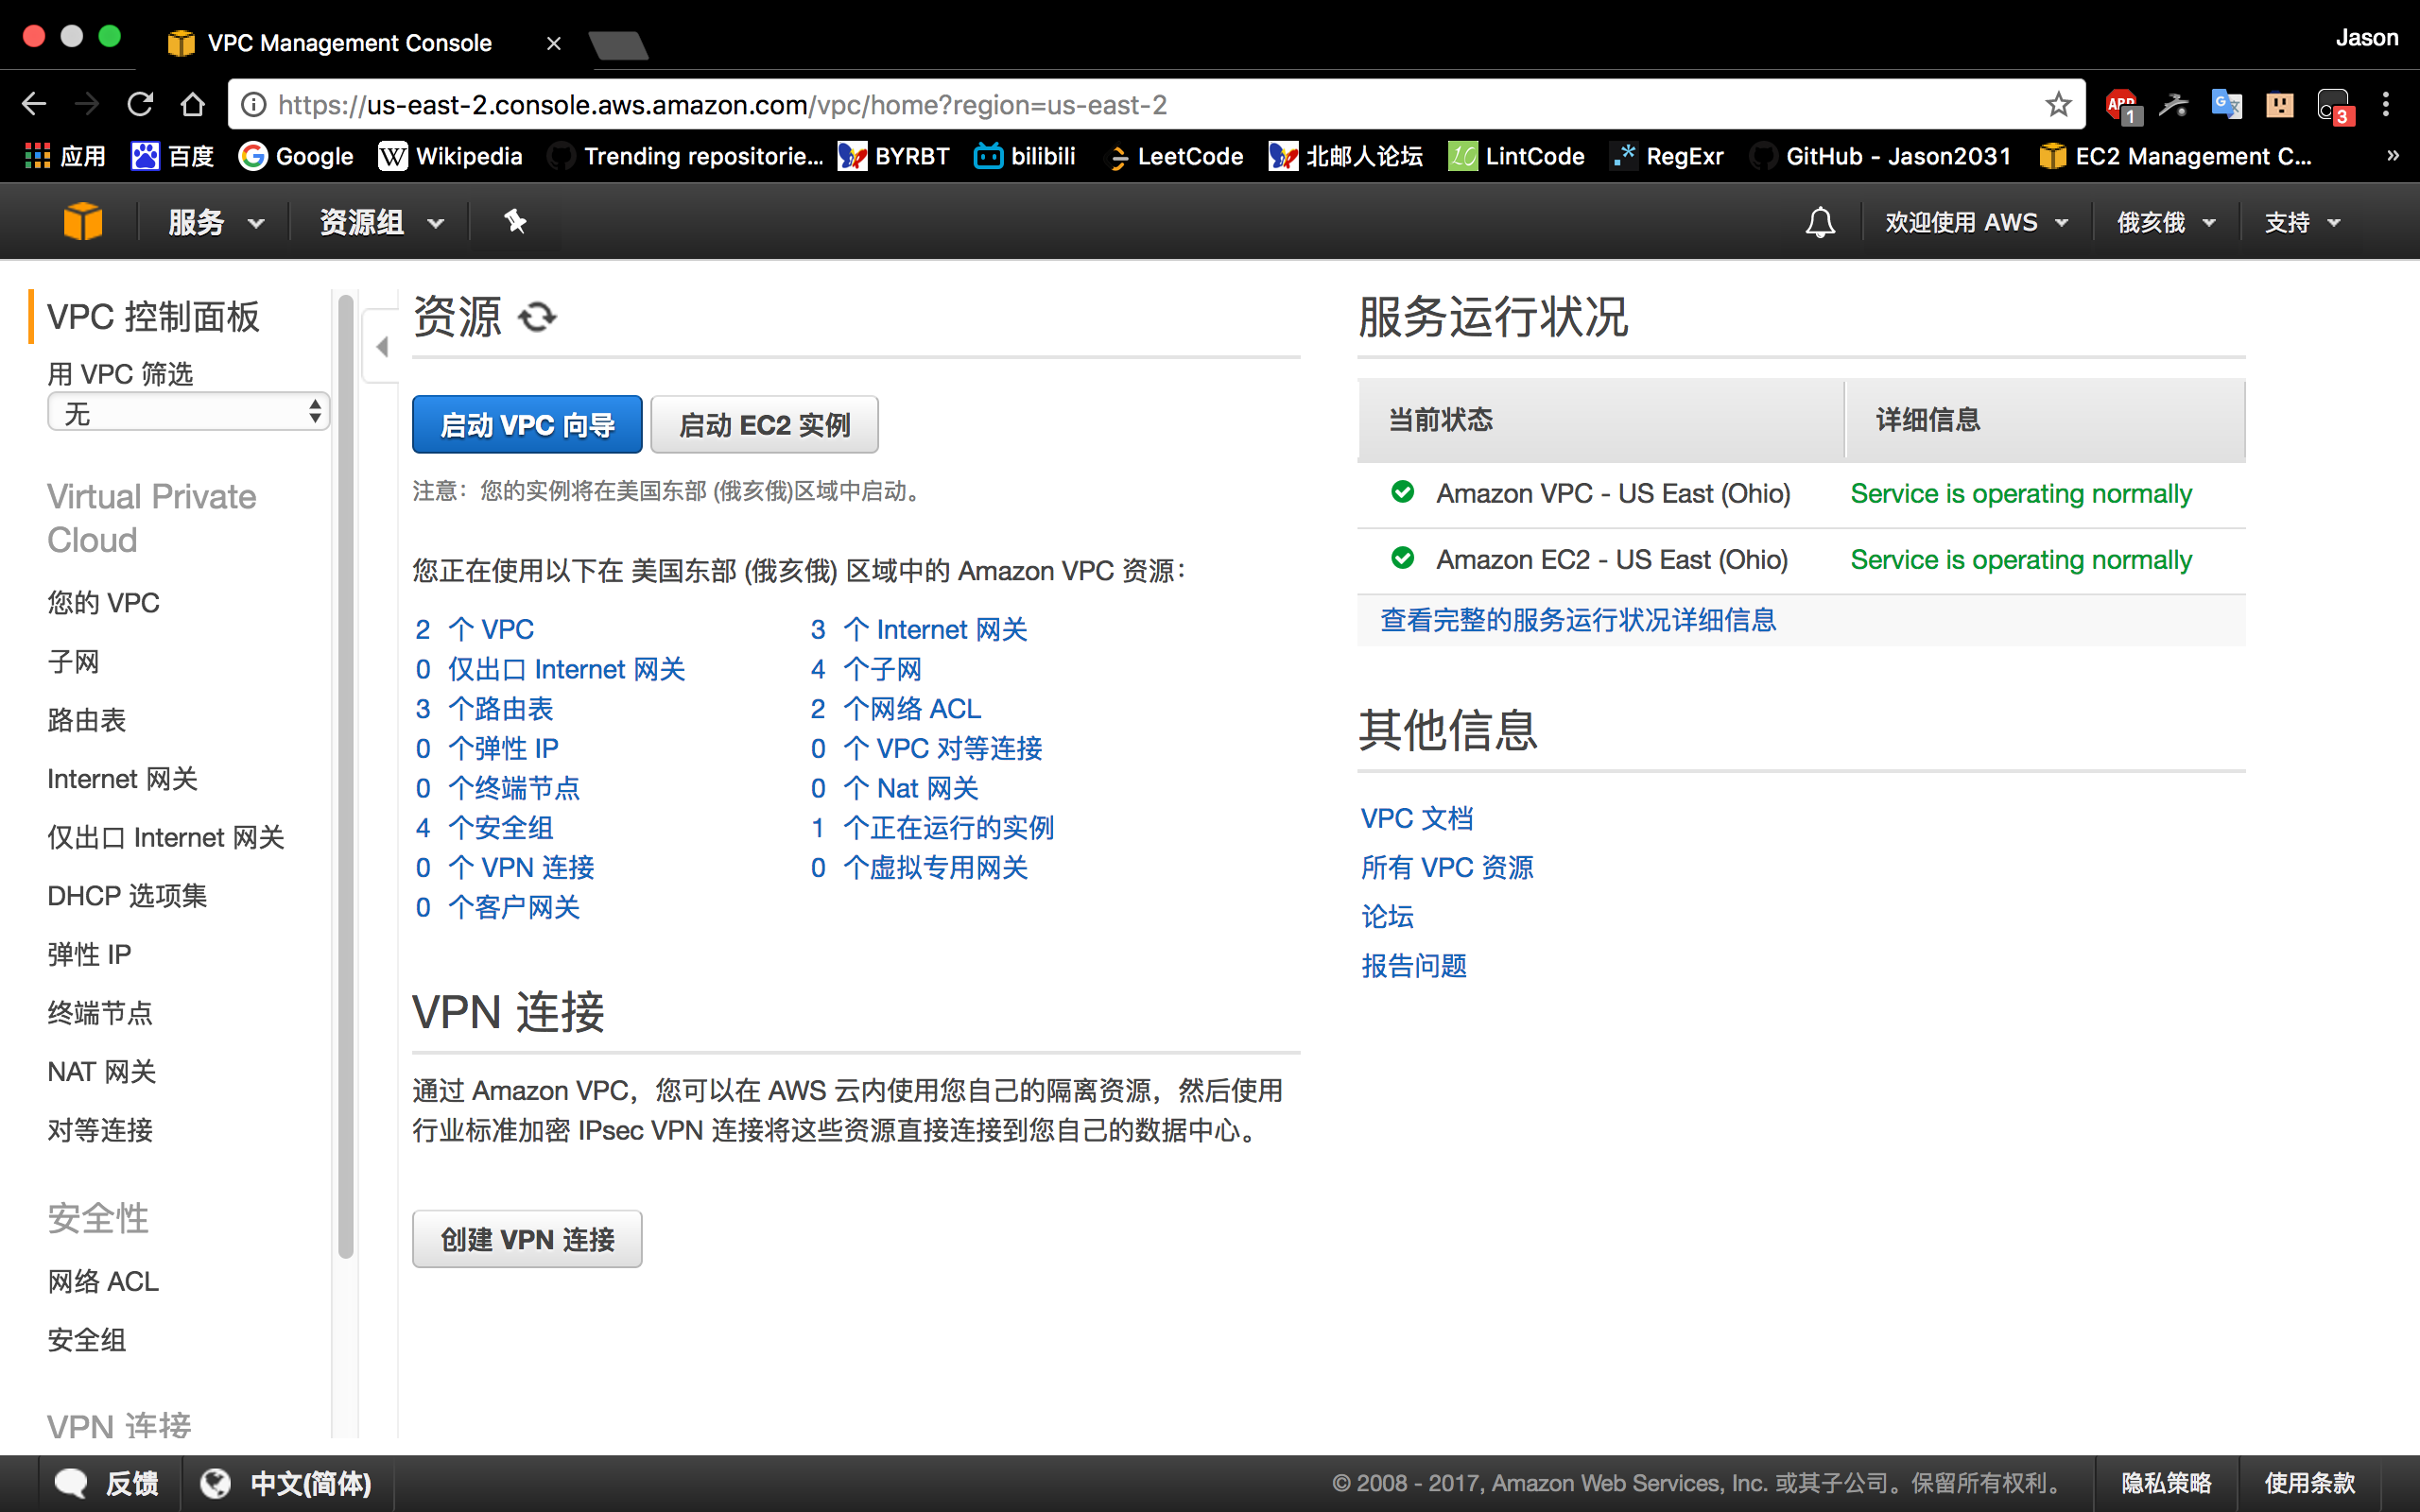 VPC Management Console
Jason
https://us-east-2.console.aws.amazon.com/vpc/home?region=us-east-2
ABP 1
3
应用 百度 Google Wikipedia Trending repositorie... BYRBT bilibili LeetCode 北邮人论坛 LintCode RegExr GitHub - Jason2031 EC2 Management C... »
服务 资源组 欢迎使用 AWS 俄亥俄 支持
VPC 控制面板
用 VPC 筛选
无
Virtual Private
Cloud
您的 VPC
子网
路由表
Internet 网关
仅出口 Internet 网关
DHCP 选项集
弹性 IP
终端节点
NAT 网关
对等连接
安全性
网络 ACL
安全组
VPN 连接
资源
启动 VPC 向导 启动 EC2 实例
注意：您的实例将在美国东部 (俄亥俄)区域中启动。
您正在使用以下在 美国东部 (俄亥俄) 区域中的 Amazon VPC 资源：
2 个 VPC 3 个 Internet 网关
0 仅出口 Internet 网关 4 个子网
3 个路由表 2 个网络 ACL
0 个弹性 IP 0 个 VPC 对等连接
0 个终端节点 0 个 Nat 网关
4 个安全组 1 个正在运行的实例
0 个 VPN 连接 0 个虚拟专用网关
0 个客户网关
VPN 连接
通过 Amazon VPC，您可以在 AWS 云内使用您自己的隔离资源，然后使用
行业标准加密 IPsec VPN 连接将这些资源直接连接到您自己的数据中心。
创建 VPN 连接
服务运行状况
当前状态 详细信息
Amazon VPC - US East (Ohio) Service is operating normally
Amazon EC2 - US East (Ohio) Service is operating normally
查看完整的服务运行状况详细信息
其他信息
VPC 文档
所有 VPC 资源
论坛
报告问题
反馈 中文(简体) © 2008 - 2017, Amazon Web Services, Inc. 或其子公司。保留所有权利。 隐私策略 使用条款